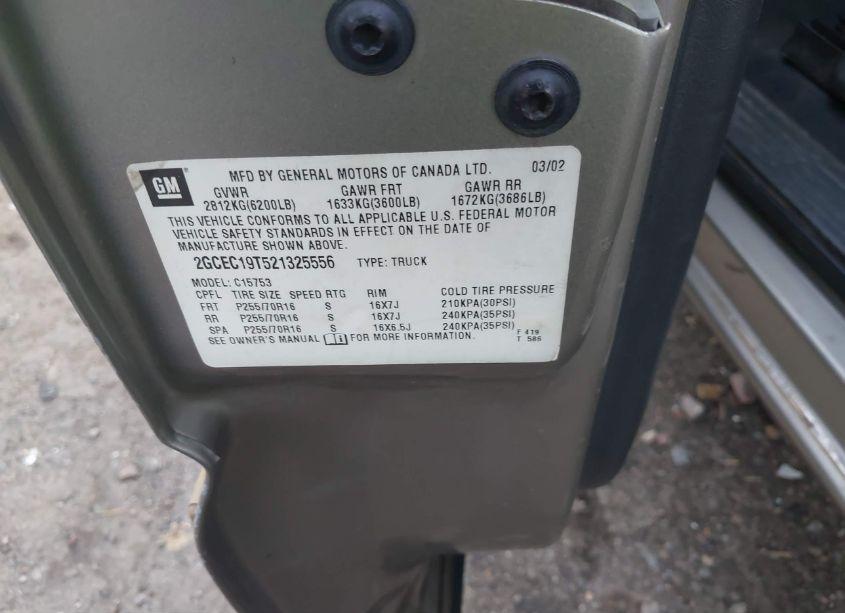 GM
MFD BY GENERAL MOTORS OF CANADA LTD. 03/02
GVWR GAWR FRT GAWR RR
2812KG(6200LB) 1633KG(3600LB) 1672KG(3686LB)
THIS VEHICLE CONFORMS TO ALL APPLICABLE U.S. FEDERAL MOTOR
VEHICLE SAFETY STANDARDS IN EFFECT ON THE DATE OF
MANUFACTURE SHOWN ABOVE.
2GCEC19T521325556 TYPE: TRUCK
MODEL: C15753
CPFL TIRE SIZE SPEED RTG RIM COLD TIRE PRESSURE
FRT P255/70R16 S 16X7J 210KPA(30PSI)
RR P255/70R16 S 16X7J 240KPA(35PSI)
SPA P255/70R16 S 16X6.5J 240KPA(35PSI)
SEE OWNER'S MANUAL FOR MORE INFORMATION.
F 419
T 586